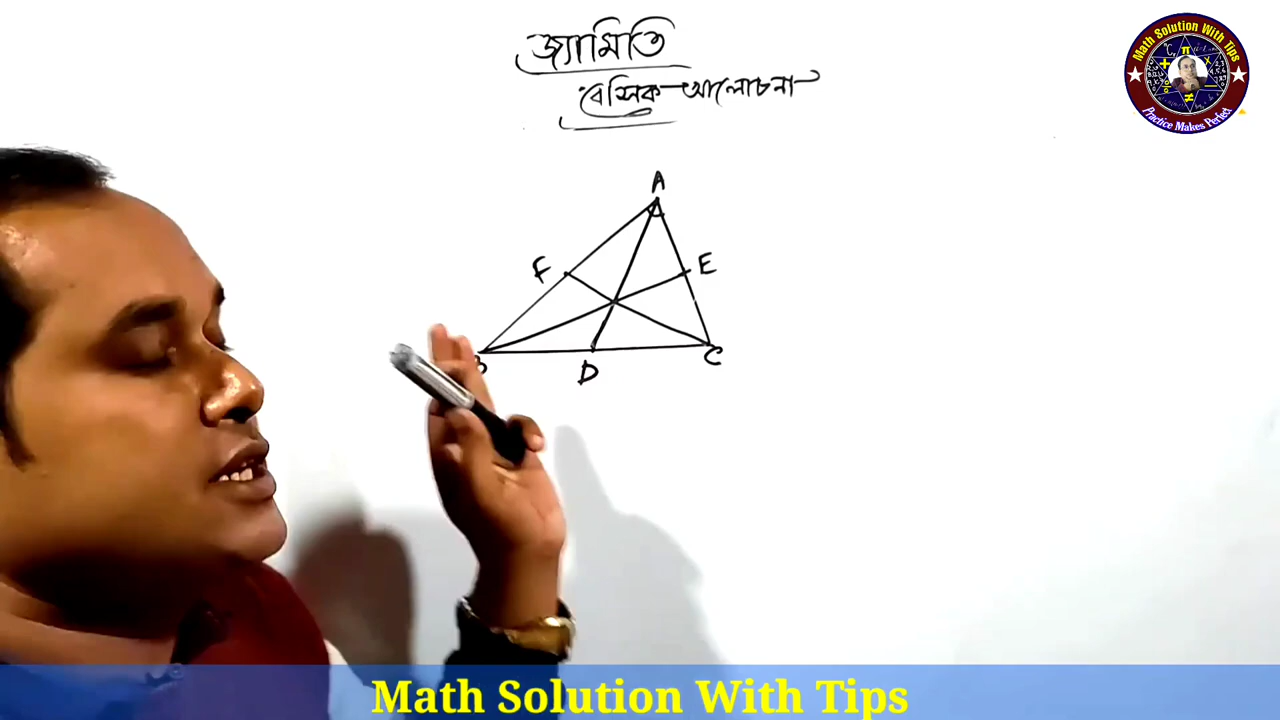 জ্যামিতি
বেসিক আলোচনা
Math Solution With Tips
Practice Makes Perfect
A
F
E
B
D
C
Math Solution With Tips